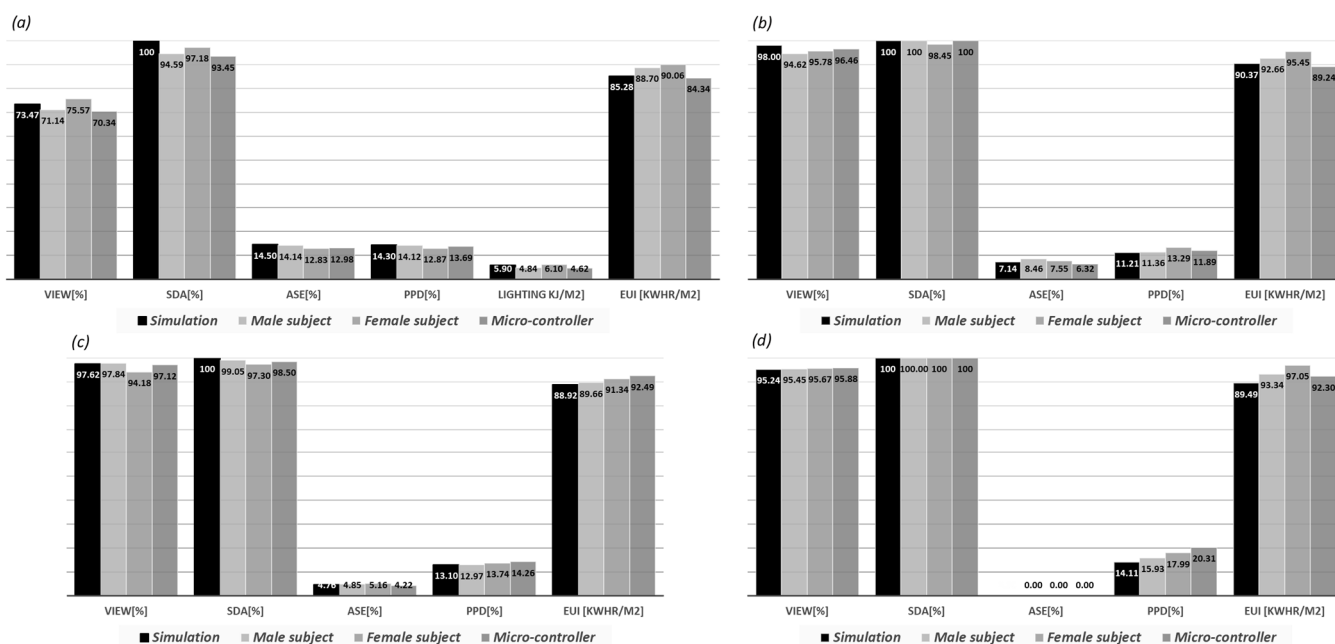 (a)
73.47 71.14 75.57 70.34
100 94.59 97.18 93.45
14.50 14.14 12.83 12.98
14.30 14.12 12.87 13.69
5.90 4.84 6.10 4.62
85.28 88.70 90.06 84.34
VIEW[%] SDA[%] ASE[%] PPD[%] LIGHTING KJ/M2] EUI [KWHR/M2]
Simulation Male subject Female subject Micro-controller
(b)
98.00 94.62 95.78 96.46
100 100 98.45 100
7.14 8.46 7.55 6.32
11.21 11.36 13.29 11.89
90.37 92.66 95.45 89.24
VIEW[%] SDA[%] ASE[%] PPD[%] EUI [KWHR/M2]
Simulation Male subject Female subject Micro-controller
(c)
97.62 97.84 94.18 97.12
100 99.05 97.30 98.50
4.76 4.85 5.16 4.22
13.10 12.97 13.74 14.26
88.92 89.66 91.34 92.49
VIEW[%] SDA[%] ASE[%] PPD[%] EUI [KWHR/M2]
Simulation Male subject Female subject Micro-controller
(d)
95.24 95.45 95.67 95.88
100 100.00 100 100
0.00 0.00 0.00
14.11 15.93 17.99 20.31
89.49 93.34 97.05 92.30
VIEW[%] SDA[%] ASE[%] PPD[%] EUI [KWHR/M2]
Simulation Male subject Female subject Micro-controller